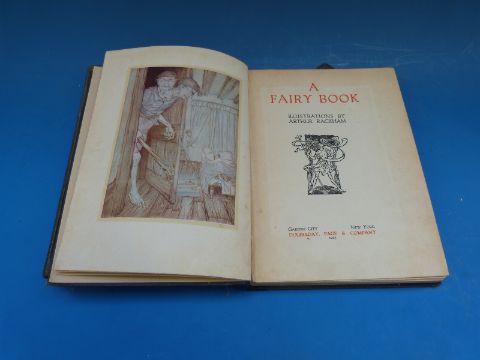 A
FAIRY BOOK
ILLUSTRATIONS BY
ARTHUR RACKHAM
GARDEN CITY NEW YORK
DOUBLEDAY, PAGE & COMPANY